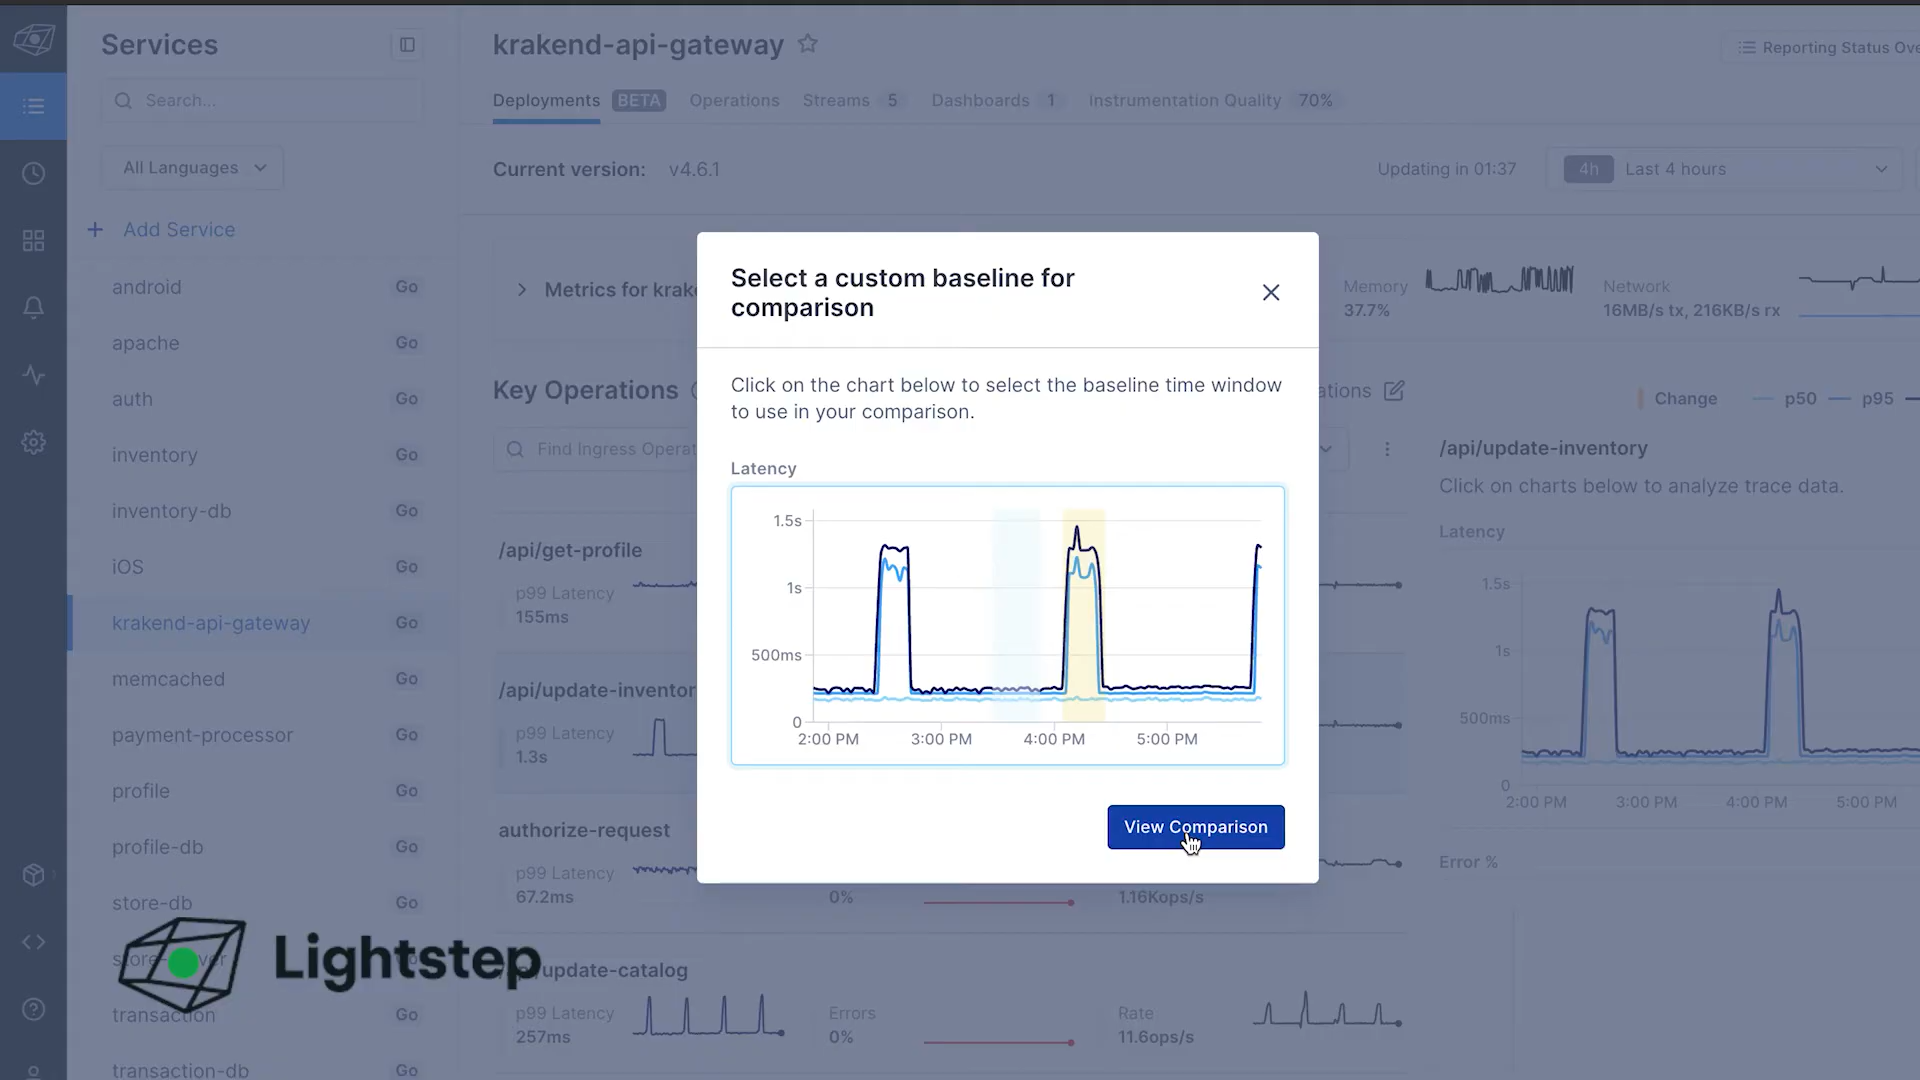 Services
Search...
All Languages
Add Service
android Go
apache Go
auth Go
inventory Go
inventory-db Go
iOS Go
krakend-api-gateway Go
memcached Go
payment-processor Go
profile Go
profile-db Go
store-db Go
transaction Go
transaction-db Go
Lightstep
krakend-api-gateway
Reporting Status
Deployments BETA Operations Streams 5 Dashboards 1 Instrumentation Quality 70%
Current version: v4.6.1
Updating in 01:37
4h Last 4 hours
Metrics for
Memory
37.7%
Network
16MB/s tx, 216KB/s rx
Key Operations
Find Ingress
/api/get-profile
p99 Latency
155ms
p99 Latency
1.3s
authorize-request
p99 Latency
67.2ms
0%
1.16Kops/s
update-catalog
p99 Latency
257ms
Errors
0%
Rate
11.6ops/s
Select a custom baseline for
comparison
Click on the chart below to select the baseline time window
to use in your comparison.
Latency
1.5s
1s
500ms
0
2:00 PM 3:00 PM 4:00 PM 5:00 PM
View Comparison
Change p50 p95
/api/update-inventory
Click on charts below to analyze trace data.
Latency
1.5s
1s
500ms
0
2:00 PM 3:00 PM 4:00 PM 5:00 PM
Error %